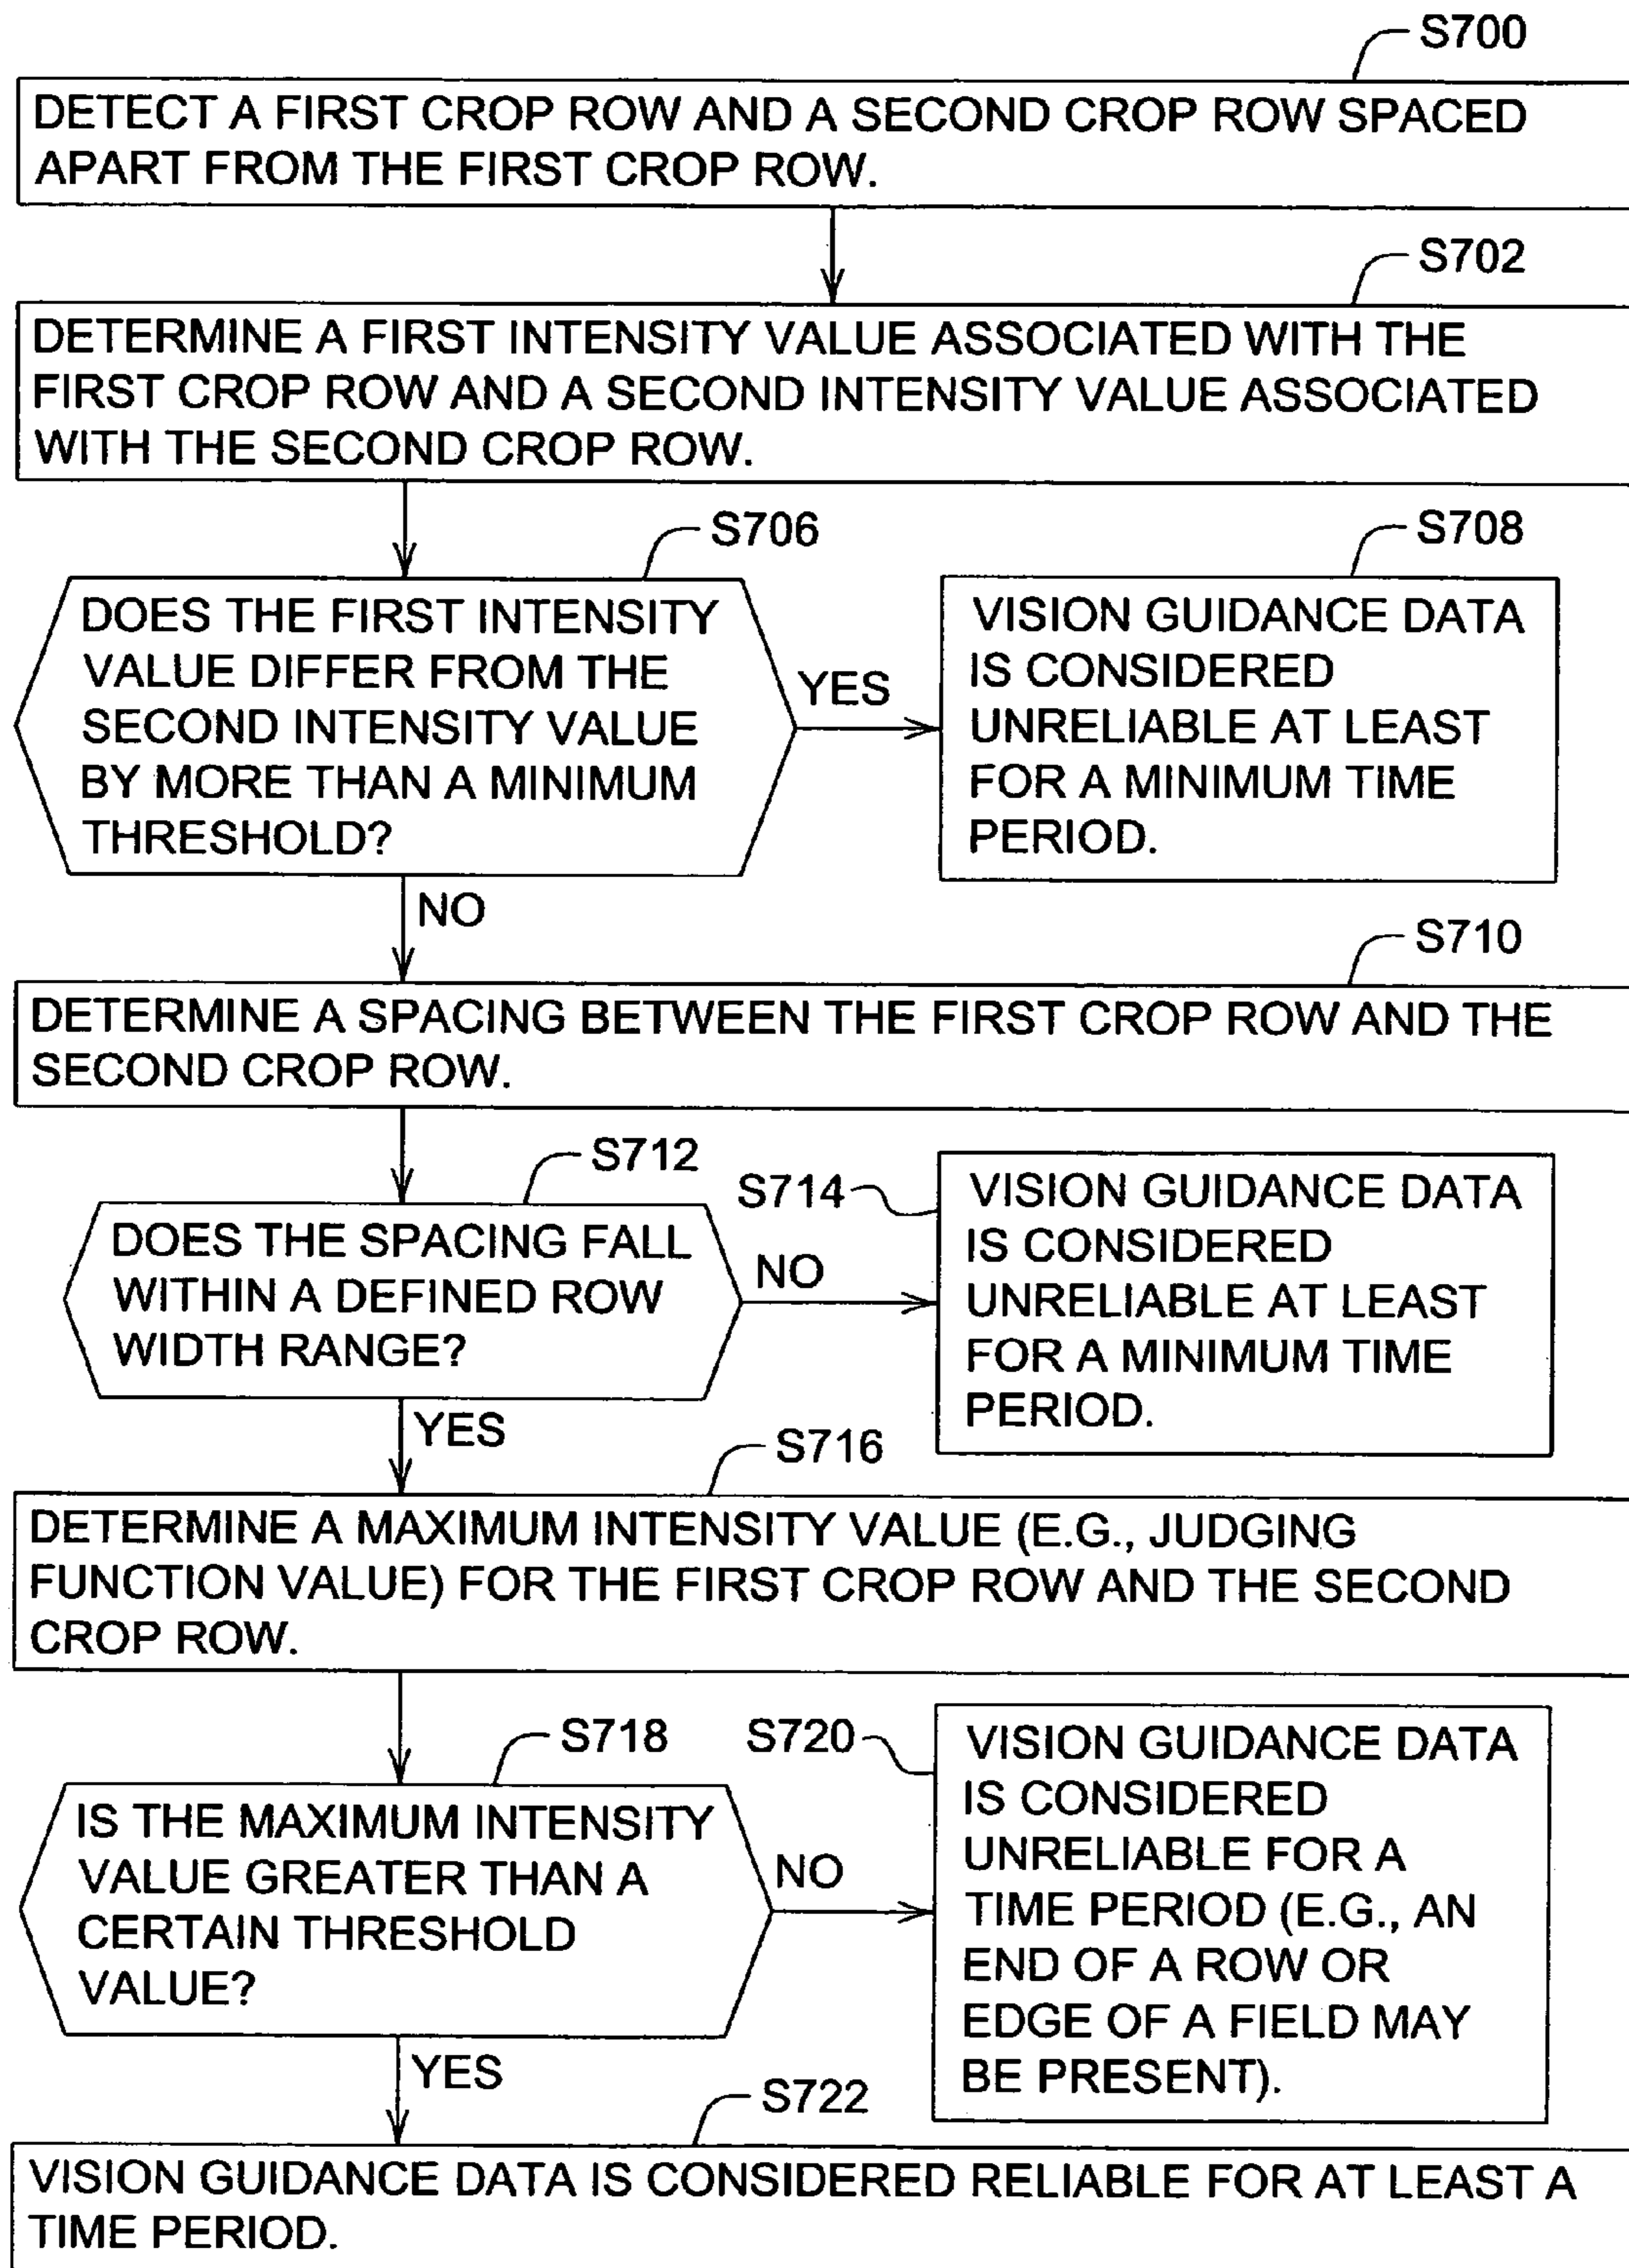 S700
DETECT A FIRST CROP ROW AND A SECOND CROP ROW SPACED
APART FROM THE FIRST CROP ROW.
S702
DETERMINE A FIRST INTENSITY VALUE ASSOCIATED WITH THE
FIRST CROP ROW AND A SECOND INTENSITY VALUE ASSOCIATED
WITH THE SECOND CROP ROW.
S706
DOES THE FIRST INTENSITY
VALUE DIFFER FROM THE
SECOND INTENSITY VALUE
BY MORE THAN A MINIMUM
THRESHOLD?
YES
S708
VISION GUIDANCE DATA
IS CONSIDERED
UNRELIABLE AT LEAST
FOR A MINIMUM TIME
PERIOD.
NO
S710
DETERMINE A SPACING BETWEEN THE FIRST CROP ROW AND THE
SECOND CROP ROW.
S712
DOES THE SPACING FALL
WITHIN A DEFINED ROW
WIDTH RANGE?
NO
S714
VISION GUIDANCE DATA
IS CONSIDERED
UNRELIABLE AT LEAST
FOR A MINIMUM TIME
PERIOD.
YES
S716
DETERMINE A MAXIMUM INTENSITY VALUE (E.G., JUDGING
FUNCTION VALUE) FOR THE FIRST CROP ROW AND THE SECOND
CROP ROW.
S718
IS THE MAXIMUM INTENSITY
VALUE GREATER THAN A
CERTAIN THRESHOLD
VALUE?
NO
S720
VISION GUIDANCE DATA
IS CONSIDERED
UNRELIABLE FOR A
TIME PERIOD (E.G., AN
END OF A ROW OR
EDGE OF A FIELD MAY
BE PRESENT).
YES
S722
VISION GUIDANCE DATA IS CONSIDERED RELIABLE FOR AT LEAST A
TIME PERIOD.